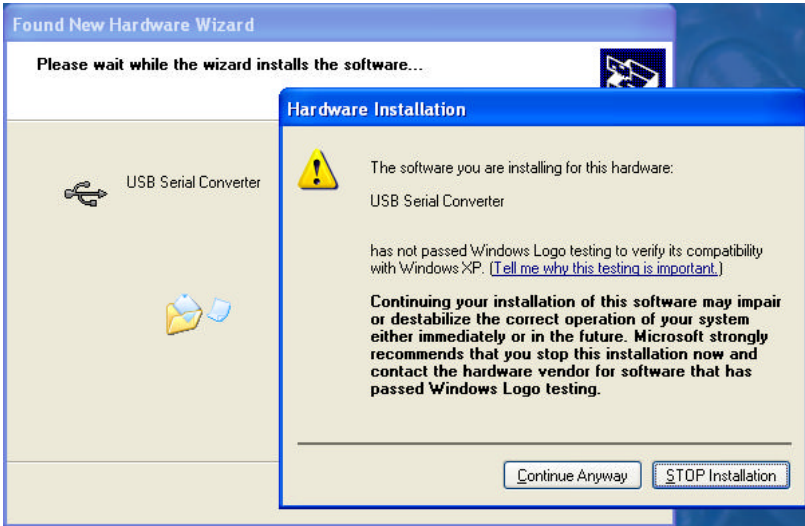 Found New Hardware Wizard
Please wait while the wizard installs the software...
USB Serial Converter
Hardware Installation
The software you are installing for this hardware:
USB Serial Converter
has not passed Windows Logo testing to verify its compatibility
with Windows XP. (Tell me why this testing is important.)
Continuing your installation of this software may impair
or destabilize the correct operation of your system
either immediately or in the future. Microsoft strongly
recommends that you stop this installation now and
contact the hardware vendor for software that has
passed Windows Logo testing.
Continue Anyway
STOP Installation